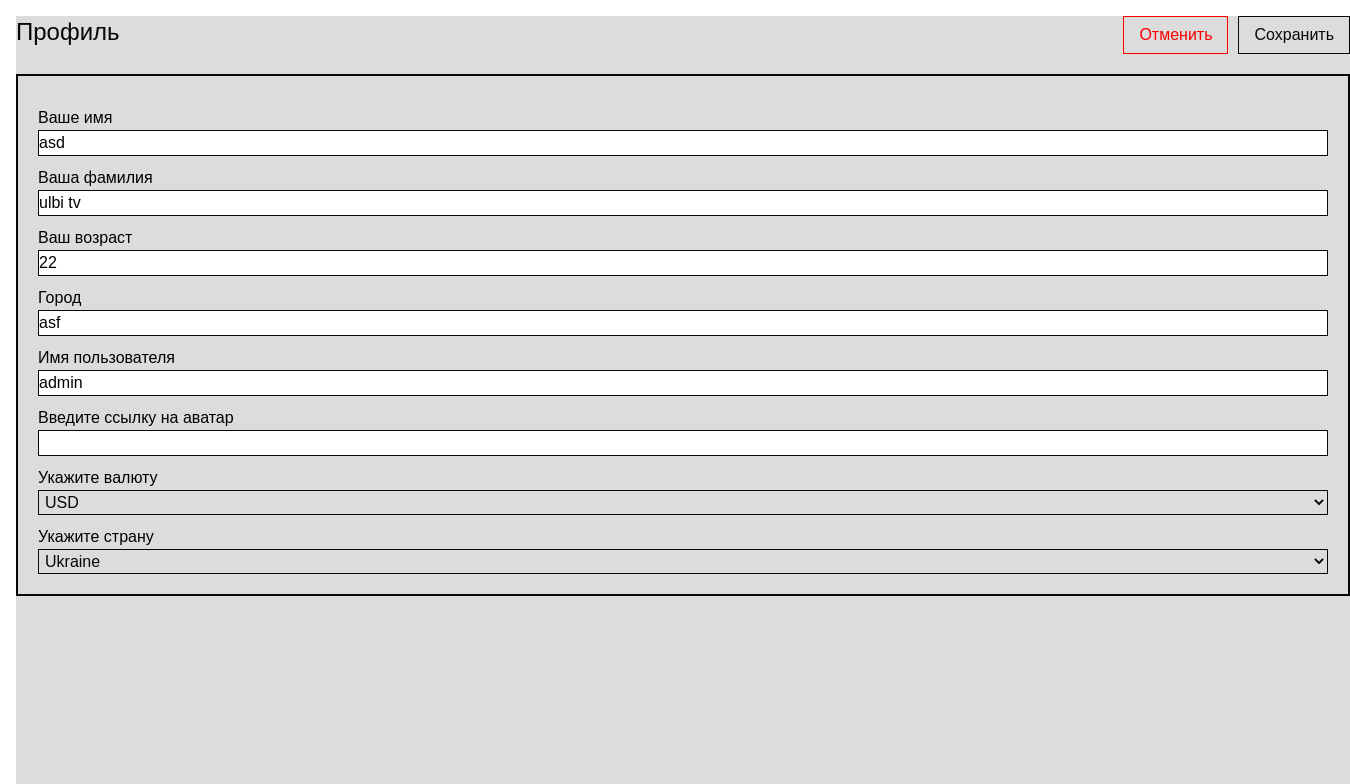 Профиль
Отменить
Сохранить
Ваше имя
asd
Ваша фамилия
ulbi tv
Ваш возраст
22
Город
asf
Имя пользователя
admin
Введите ссылку на аватар
Укажите валюту
USD
Укажите страну
Ukraine